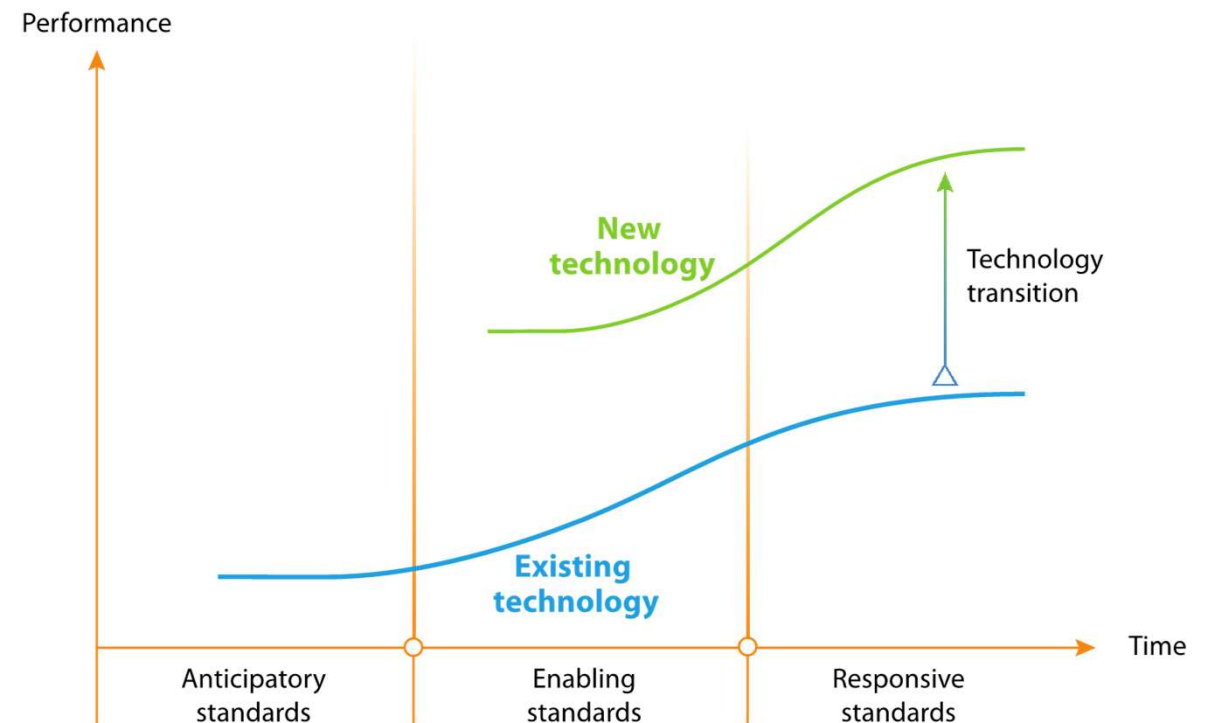 Performance
New
technology
Technology
transition
Existing
technology
Time
Anticipatory
standards
Enabling
standards
Responsive
standards